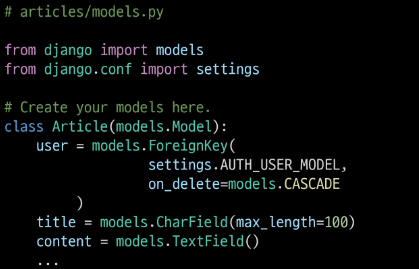 # articles/models.py
from django import models
from django.conf import settings
# Create your models here.
class Article(models.Model):
    user = models.ForeignKey(
                  settings.AUTH_USER_MODEL,
                  on_delete=models.CASCADE
         )
    title = models.CharField(max_length=100)
    content = models.TextField()
    ...